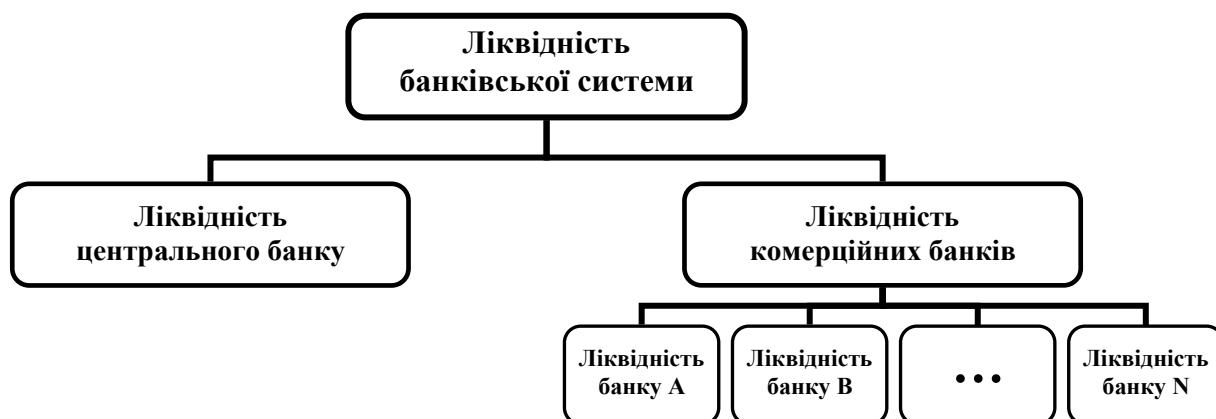 Ліквідність
банківської системи
Ліквідність
центрального банку
Ліквідність
комерційних банків
Ліквідність
банку А
Ліквідність
банку В
...
Ліквідність
банку N